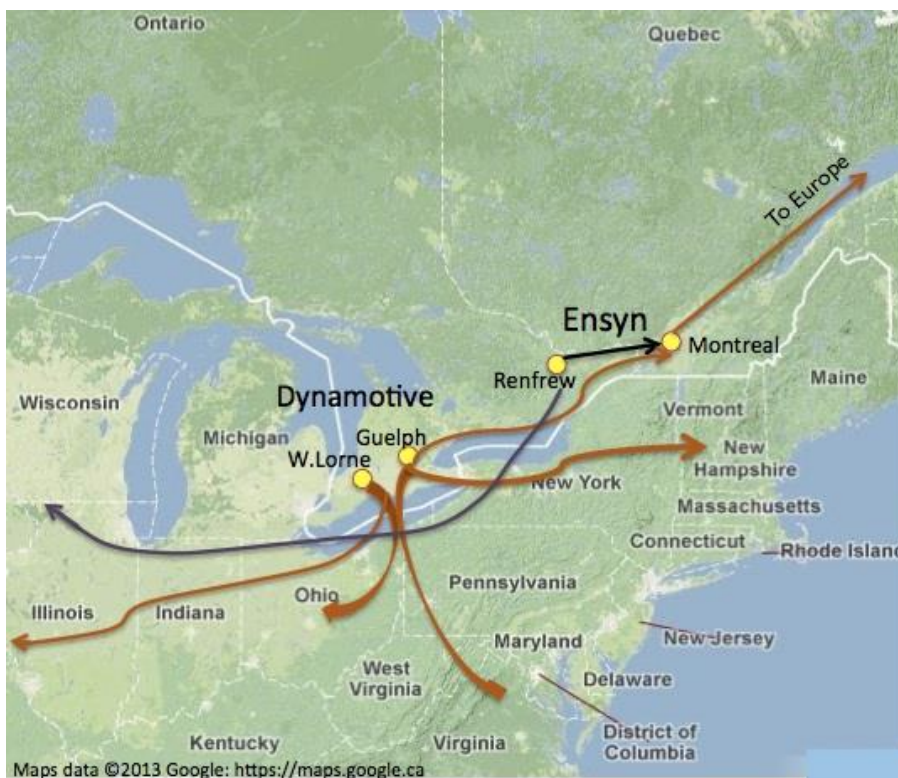 Ontario
Quebec
To Europe
Ensyn
Montreal
Renfrew
Maine
Dynamotive
Wisconsin
Vermont
Michigan
Guelph
W.Lorne
New
Hampshire
New York
Massachusetts
Connecticut
Rhode Island
Pennsylvania
Illinois
Indiana
Ohio
Maryland
New Jersey
West
Virginia
Delaware
District of
Columbia
Kentucky
Virginia
Maps data ©2013 Google: https://maps.google.ca